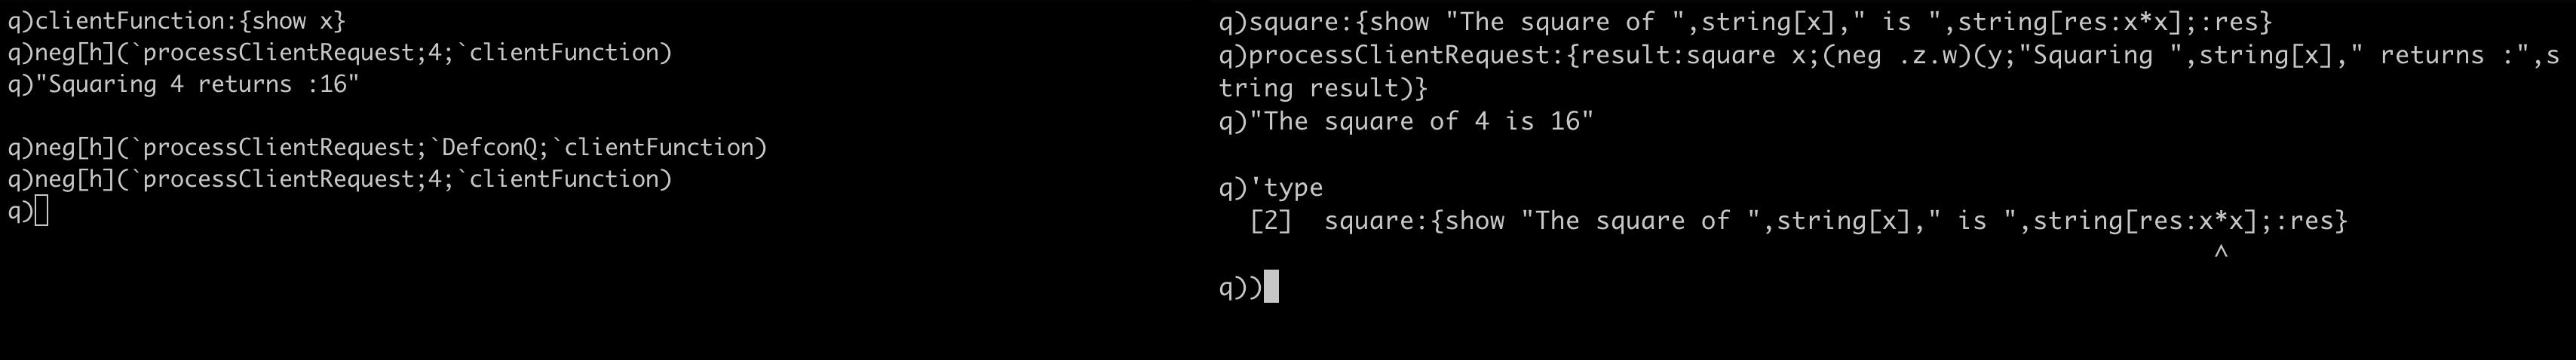 q)clientFunction:{show x}
q)neg[h](`processClientRequest;4;`clientFunction)
q)"Squaring 4 returns :16"
q)neg[h](`processClientRequest;`DefconQ;`clientFunction)
q)neg[h](`processClientRequest;4;`clientFunction)
q)
q)square:{show "The square of ",string[x]," is ",string[res:x*x];:res}
q)processClientRequest:{result:square x;(neg .z.w)(y;"Squaring ",string[x]," returns :",s
tring result)}
q)"The square of 4 is 16"
q)'type
  [2]  square:{show "The square of ",string[x]," is ",string[res:x*x];:res}
                                                                  ^
q))